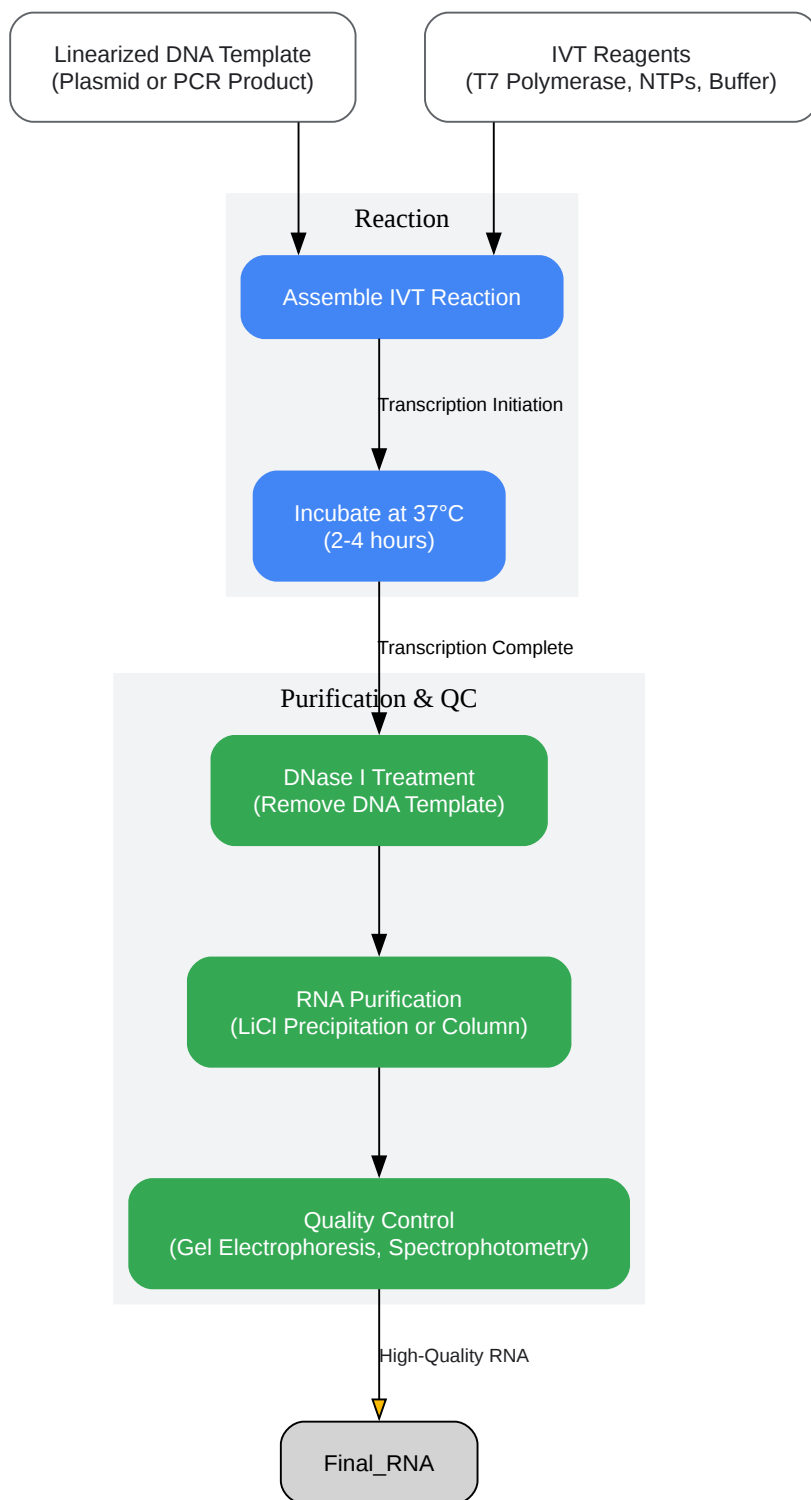 Linearized DNA Template
(Plasmid or PCR Product)
IVT Reagents
(T7 Polymerase, NTPs, Buffer)
Reaction
Assemble IVT Reaction
Transcription Initiation
Incubate at 37°C
(2-4 hours)
Transcription Complete
Purification & QC
DNase I Treatment
(Remove DNA Template)
RNA Purification
(LiCl Precipitation or Column)
Quality Control
(Gel Electrophoresis, Spectrophotometry)
High-Quality RNA
Final_RNA